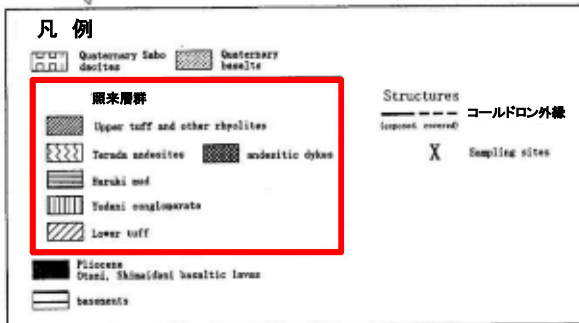 凡 例
Quaternary Sabo dacites
Quaternary basalts
照来層群
Upper tuff and other rhyolites
Terada andesites
andesitic dykes
Haruki mud
Yodani conglomarata
Lower tuff
Structures
コールドロン外縁
(exposed. covered)
X Sampling sites
Pliocene
Otani, Shimaidani basaltic lavas
basements